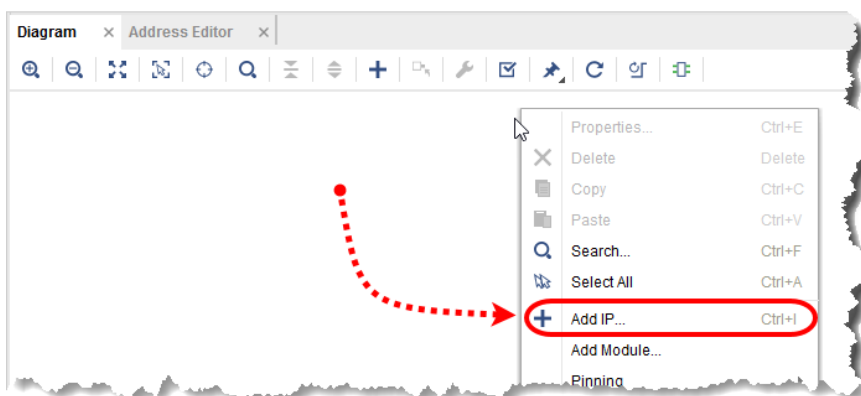 Diagram × Address Editor ×
Properties... Ctrl+E
Delete Delete
Copy Ctrl+C
Paste Ctrl+V
Search... Ctrl+F
Select All Ctrl+A
Add IP... Ctrl+I
Add Module...
Pinning